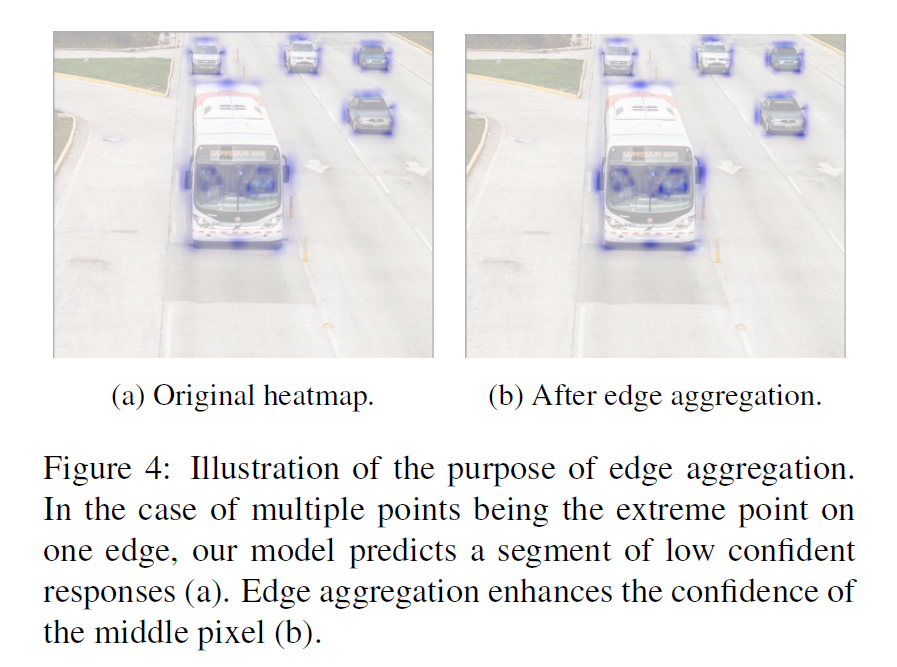 (a) Original heatmap.
(b) After edge aggregation.
Figure 4: Illustration of the purpose of edge aggregation.
In the case of multiple points being the extreme point on
one edge, our model predicts a segment of low confident
responses (a). Edge aggregation enhances the confidence of
the middle pixel (b).